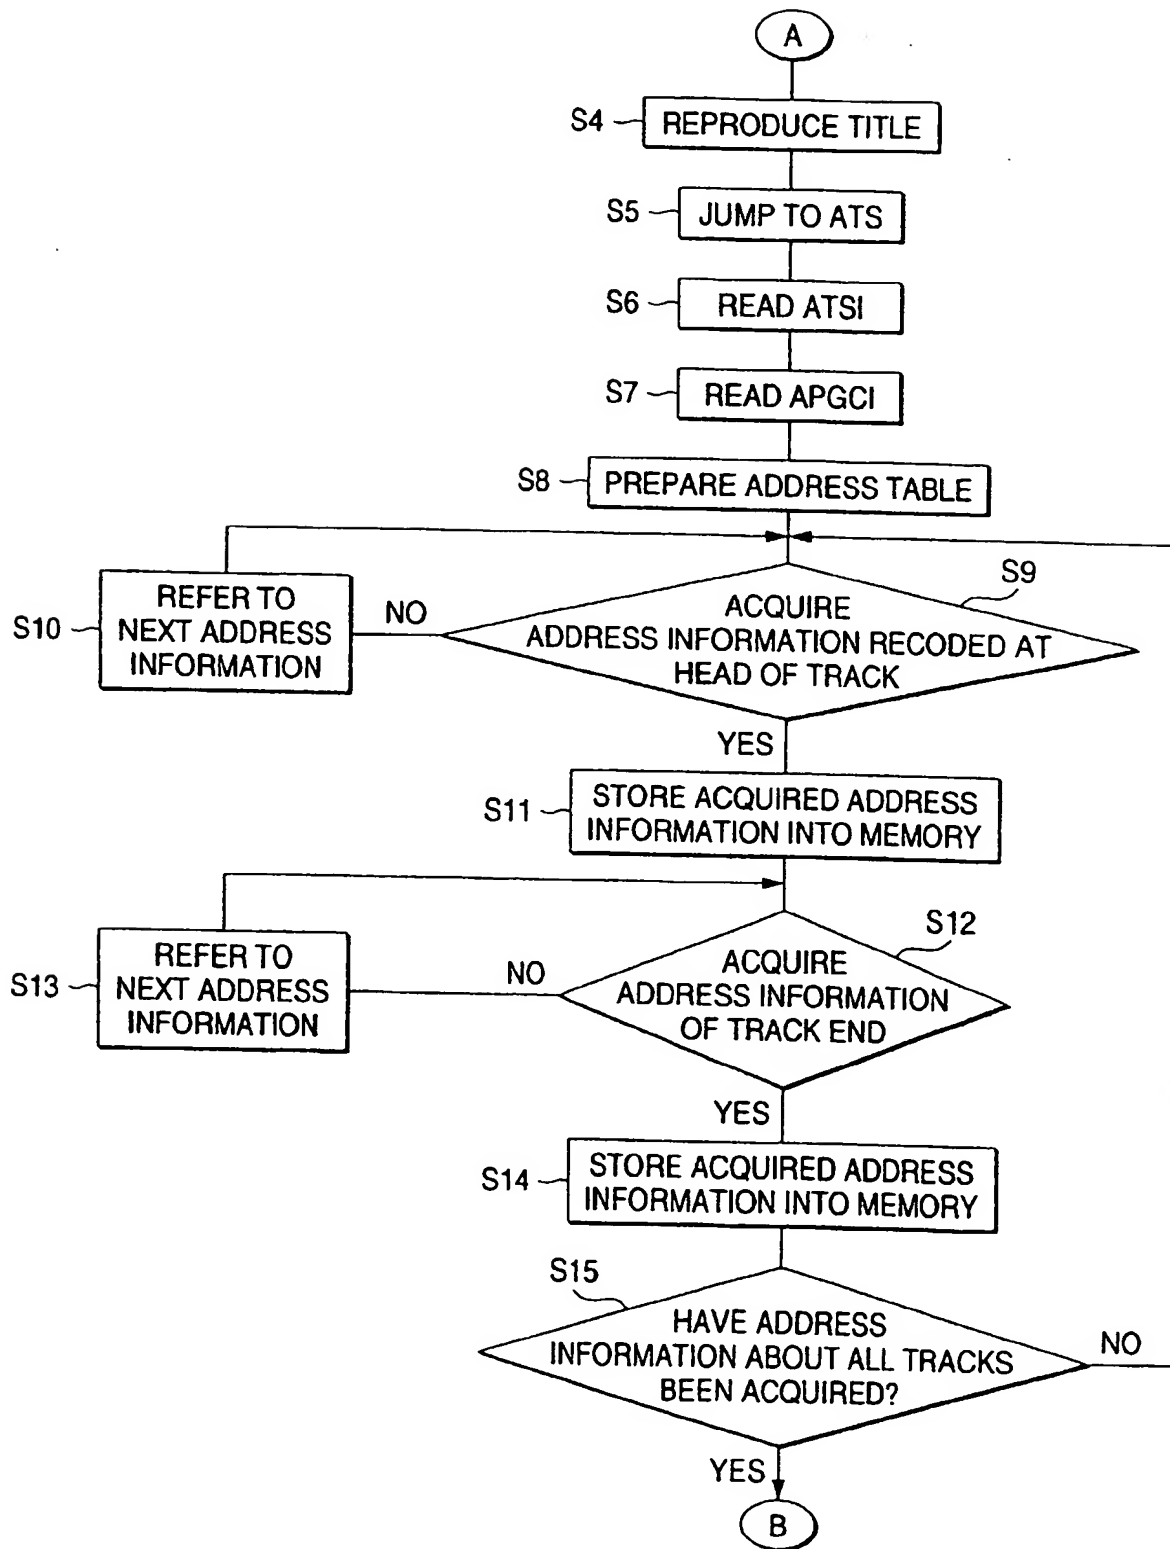 A
S4
REPRODUCE TITLE
S5
JUMP TO ATS
S6
READ ATSI
S7
READ APGCI
S8
PREPARE ADDRESS TABLE
S9
ACQUIRE
ADDRESS INFORMATION RECODED AT
HEAD OF TRACK
NO
S10
REFER TO
NEXT ADDRESS
INFORMATION
YES
S11
STORE ACQUIRED ADDRESS
INFORMATION INTO MEMORY
S12
ACQUIRE
ADDRESS INFORMATION
OF TRACK END
NO
S13
REFER TO
NEXT ADDRESS
INFORMATION
YES
S14
STORE ACQUIRED ADDRESS
INFORMATION INTO MEMORY
S15
HAVE ADDRESS
INFORMATION ABOUT ALL TRACKS
BEEN ACQUIRED?
NO
YES
B